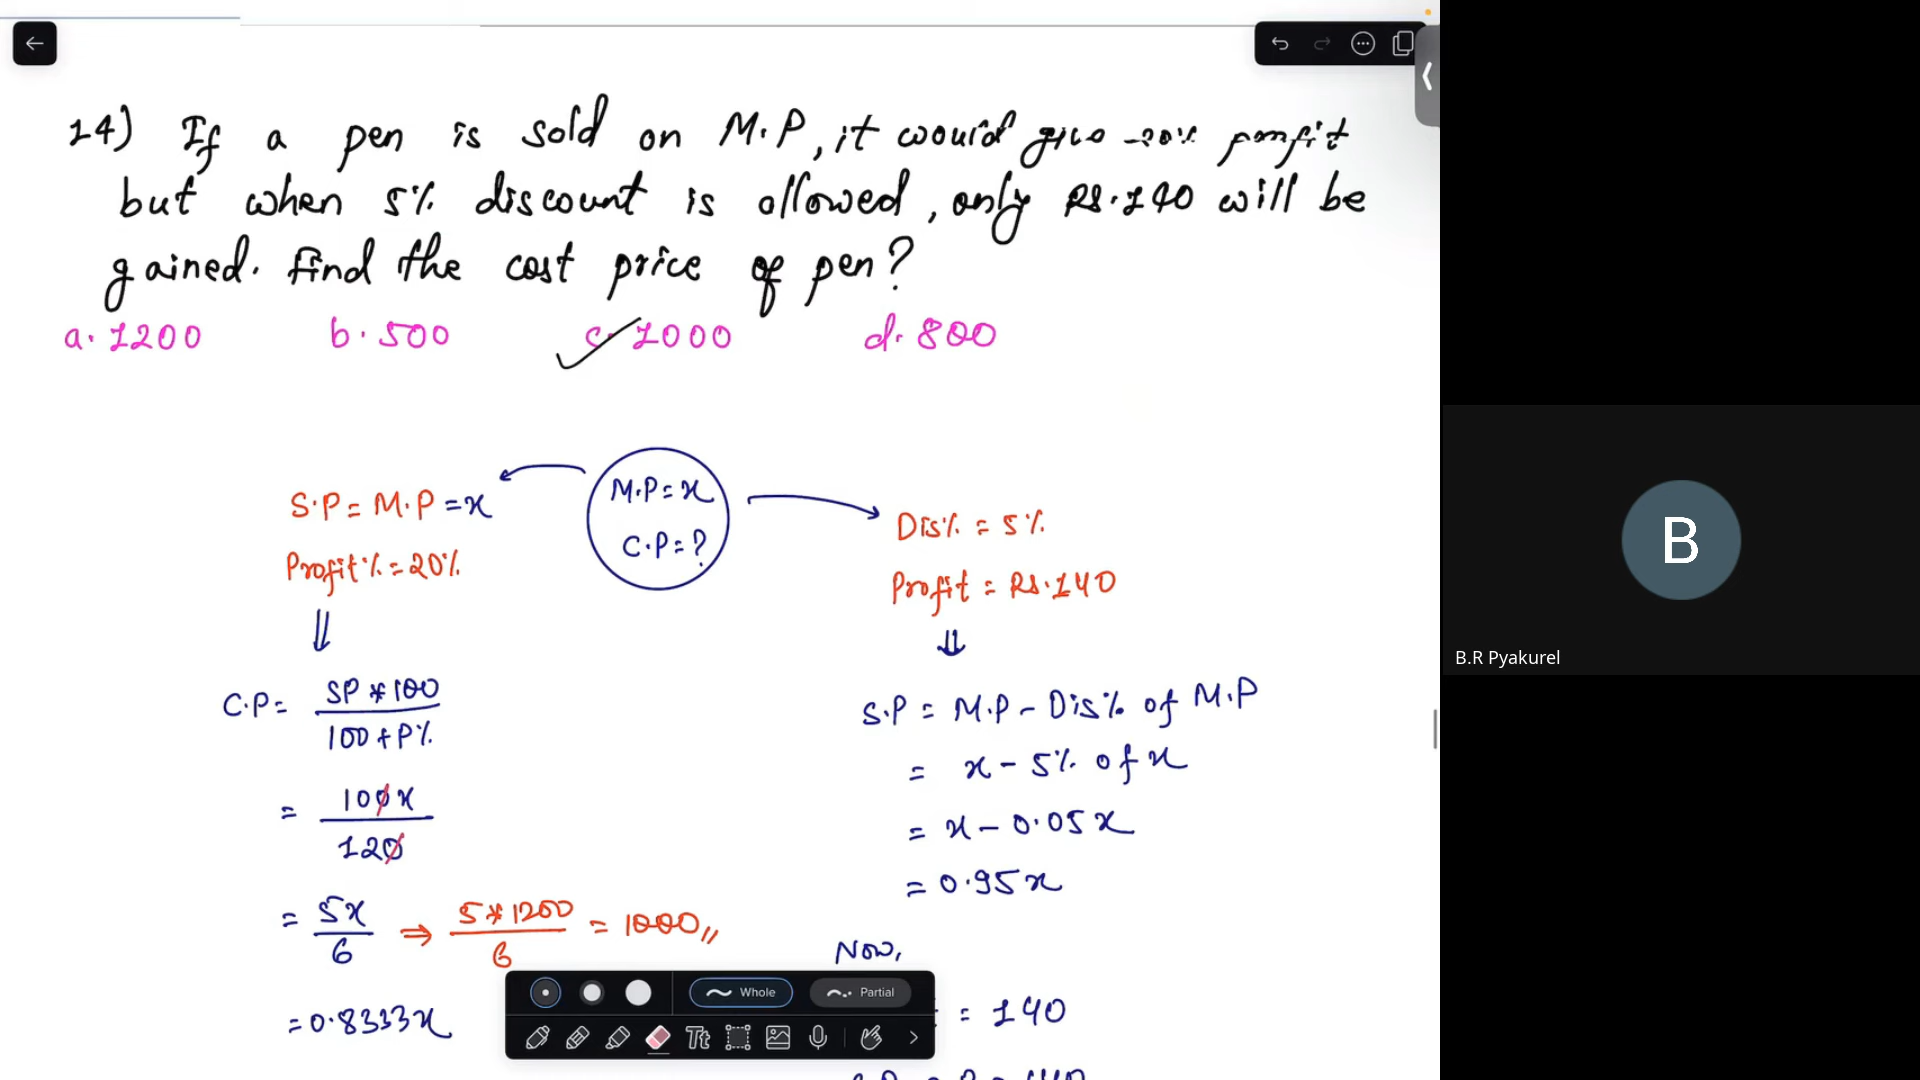 14) If a pen is sold on M.P, it would give 20% profit
but when 5% discount is allowed, only RS.140 will be
gained. Find the cost price of pen?
a. 1200 b. 500 c. 1000 d. 800
M.P = x
C.P = ?
S.P = M.P = x
Profit% = 20%
C.P = SP * 100 / 100 + P%
= 100x / 120
= 5x / 6 ⇒ 5 * 1200 / 6 = 1000,,
= 0.8333x
Dis% = 5%
Profit = RS.140
S.P = M.P - Dis% of M.P
= x - 5% of x
= x - 0.05x
= 0.95x
Now,
= 140
Whole
Partial
Tt
B
B.R Pyakurel